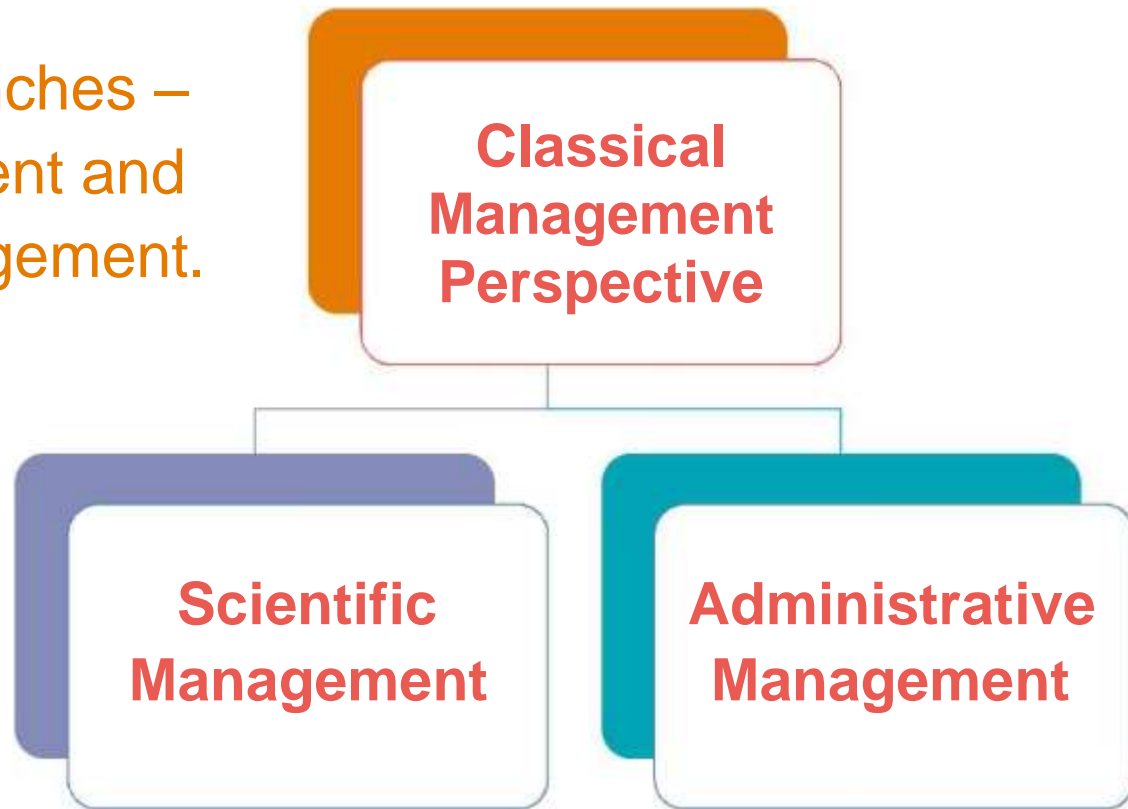 ches –
ent and
gement.
Classical
Management
Perspective
Scientific
Management
Administrative
Management